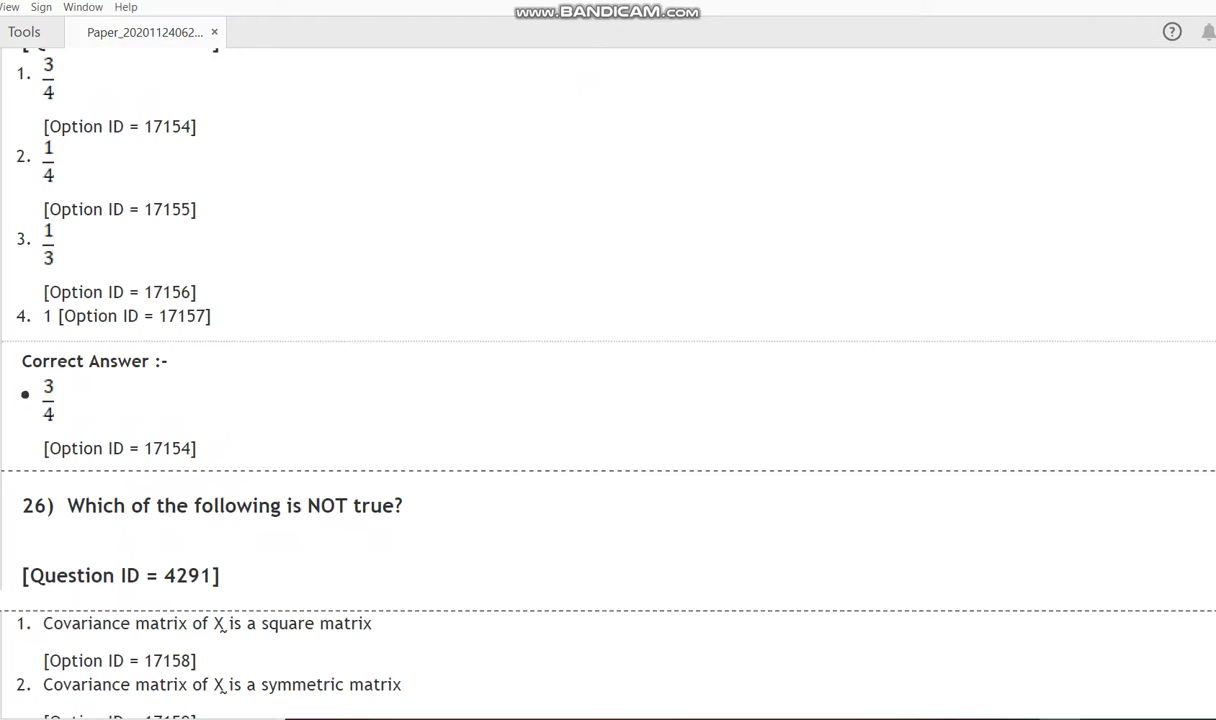 View Sign Window Help
www.BANDICAM.com
Tools Paper_20201124062... ×
?
1. 3/4
[Option ID = 17154]
2. 1/4
[Option ID = 17155]
3. 1/3
[Option ID = 17156]
4. 1 [Option ID = 17157]
Correct Answer :-
• 3/4
[Option ID = 17154]
26) Which of the following is NOT true?
[Question ID = 4291]
1. Covariance matrix of X̰ is a square matrix
[Option ID = 17158]
2. Covariance matrix of X̰ is a symmetric matrix